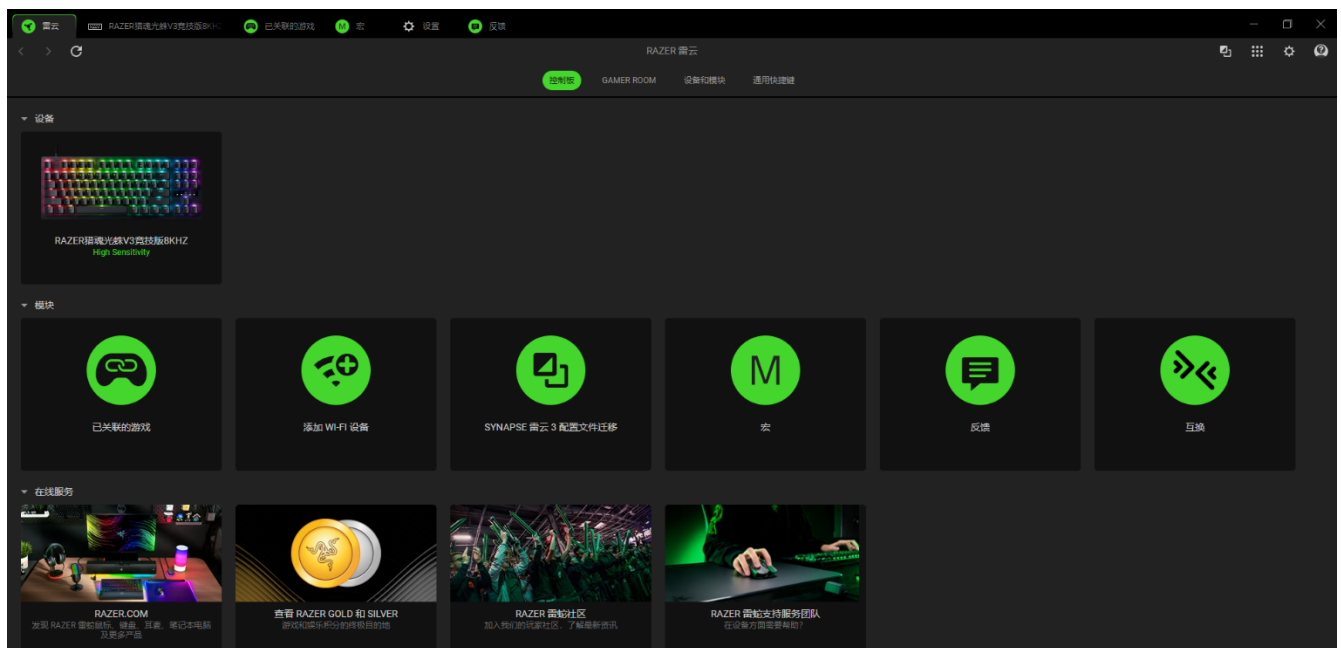 雷云
RAZER猎魂光蛛V3竞技版8KHZ
已关联的游戏
M 宏
设置
反馈
RAZER 雷云
控制板
GAMER ROOM
设备和模块
通用快捷键
设备
RAZER猎魂光蛛V3竞技版8KHZ
High Sensitivity
模块
M
已关联的游戏
添加 WI-FI 设备
SYNAPSE 雷云 3 配置文件迁移
宏
反馈
互换
在线服务
RAZER.COM
发现 RAZER 雷蛇鼠标、键盘、耳套、笔记本电脑
及更多产品
查看 RAZER GOLD 和 SILVER
游戏和娱乐积分的终极目的地
RAZER 雷蛇社区
加入我们的玩家社区，了解最新资讯
RAZER 雷蛇支持服务团队
在设备方面需要帮助?